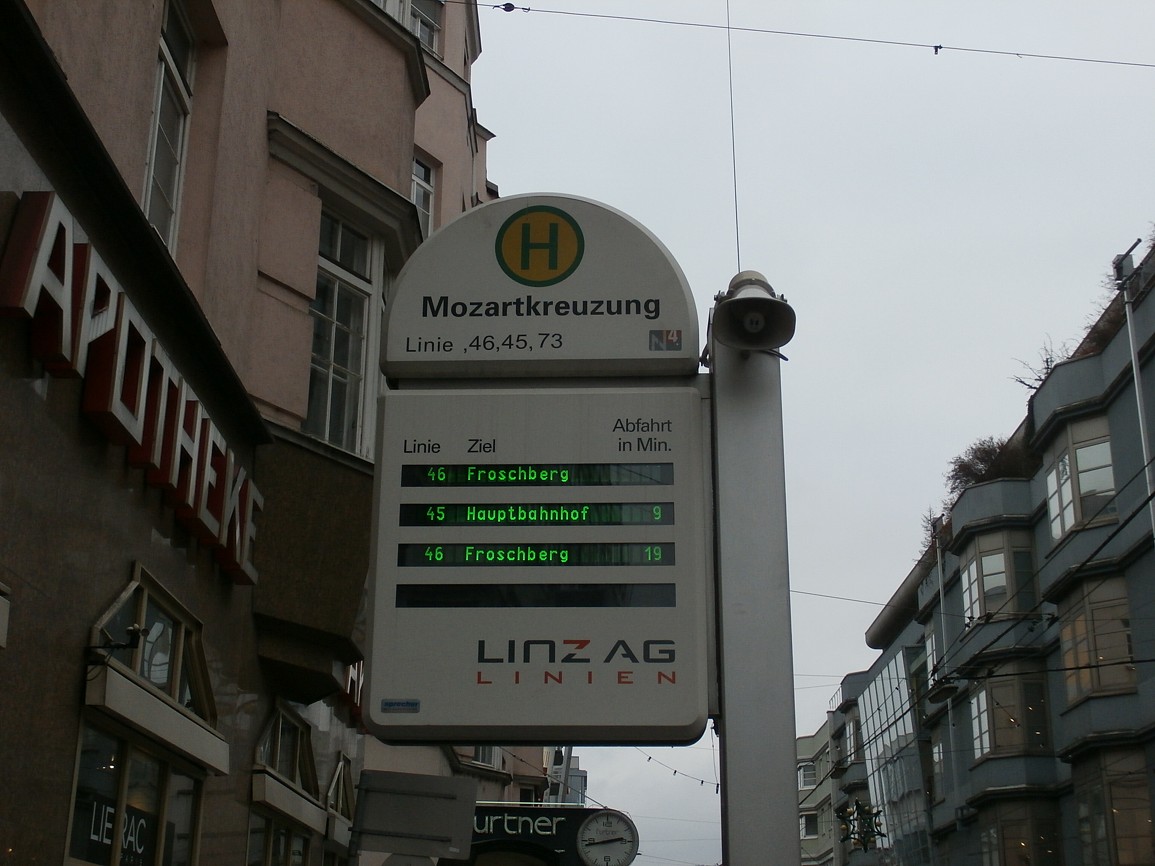 APOTHEKE
H
Mozartkreuzung
Linie ,46,45,73
N4
Abfahrt
Linie Ziel in Min.
46 Froschberg
45 Hauptbahnhof 9
46 Froschberg 19
LINZ AG
LINIEN
LIERAC
urtner